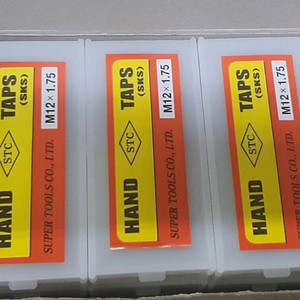 HAND TAPS
(SKS)
STC
M12×1.75
SUPER TOOLS CO., LTD.
HAND TAPS
(SKS)
STC
M12×1.75
SUPER TOOLS CO., LTD.
HAND TAPS
(SKS)
STC
M12×1.75
SUPER TOOLS CO., LTD.